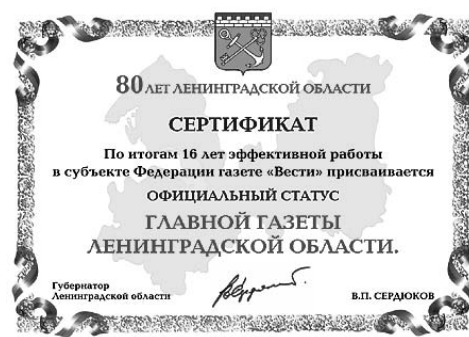 80 ЛЕТ ЛЕНИНГРАДСКОЙ ОБЛАСТИ
СЕРТИФИКАТ
По итогам 16 лет эффективной работы
в субъекте Федерации газете «Вести» присваивается
ОФИЦИАЛЬНЫЙ СТАТУС
ГЛАВНОЙ ГАЗЕТЫ
ЛЕНИНГРАДСКОЙ ОБЛАСТИ.
Губернатор
Ленинградской области
В.П. СЕРДЮКОВ